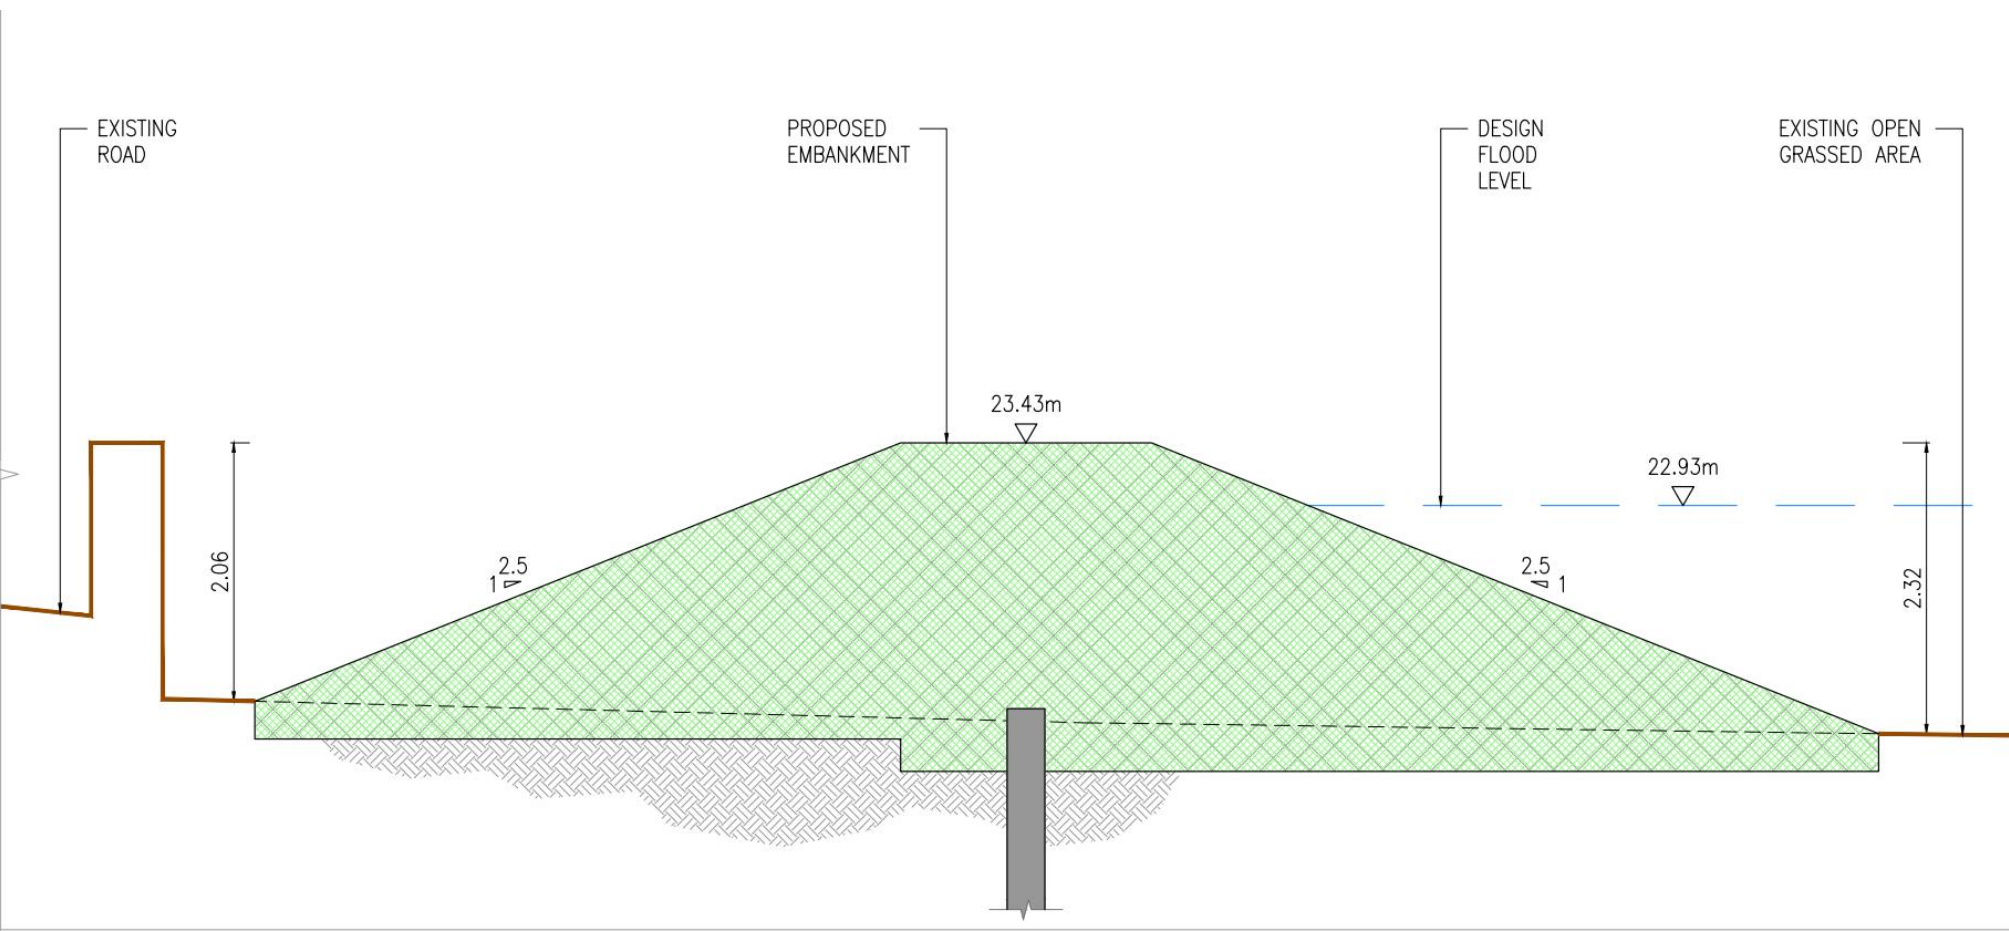 EXISTING
ROAD
PROPOSED
EMBANKMENT
DESIGN
FLOOD
LEVEL
EXISTING OPEN
GRASSED AREA
23.43m
22.93m
2.06
2.5
1
2.5
1
2.32